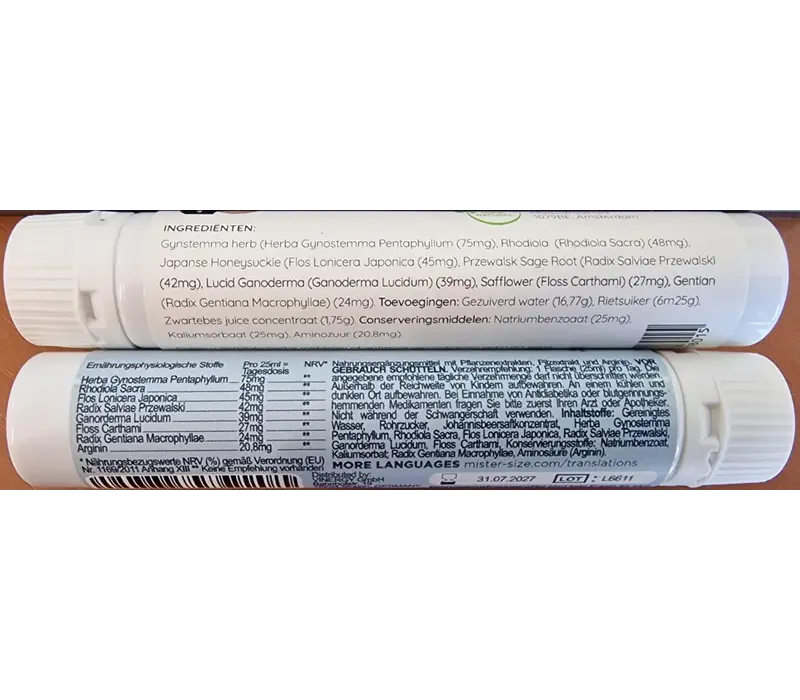 1079BE, Amsterdam
INGREDIËNTEN:
Gynstemma herb (Herba Gynostemma Pentaphyllum (75mg), Rhodiola (Rhodiola Sacra) (48mg),
Japanse Honeysuckle (Flos Lonicera Japonica (45mg), Przewalsk Sage Root (Radix Salviae Przewalski
(42mg), Lucid Ganoderma (Ganoderma Lucidum) (39mg), Safflower (Floss Carthami) (27mg), Gentian
(Radix Gentiana Macrophyllae) (24mg). Toevoegingen: Gezuiverd water (16,77g), Rietsuiker (6m25g),
Zwartebes juice concentraat (1,75g). Conserveringsmiddelen: Natriumbenzoaat (25mg),
Kaliumsorbaat (25mg), Aminozuur (20,8mg).
Ernährungsphysiologische Stoffe Pro 25ml = NRV*
Tagesdosis
Herba Gynostemma Pentaphyllum 75mg **
Rhodiola Sacra 48mg **
Flos Lonicera Japonica 45mg **
Radix Salviae Przewalski 42mg **
Ganorderma Lucidum 39mg **
Floss Carthami 27mg **
Radix Gentiana Macrophyllae 24mg **
Arginin 20,8mg **
* Nährungsbezugswerte NRV (%) gemäß Verordnung (EU)
Nr. 1169/2011 Anhang XIII ** Keine Empfehlung vorhanden
Nahrungsergänzungsmittel mit Pflanzenextrakten, Pilzextrakt und Arginin. VOR
GEBRAUCH SCHÜTTELN. Verzehrempfehlung: 1 Flasche (25ml) pro Tag. Die
angegebene empfohlene tägliche Verzehrmenge darf nicht überschritten werden.
Außerhalb der Reichweite von Kindern aufbewahren. An einem kühlen und
dunklen Ort aufbewahren. Bei Einnahme von Antidiabetika oder blutgerinnungs-
hemmenden Medikamenten fragen Sie bitte zuerst Ihren Arzt oder Apotheker.
Nicht während der Schwangerschaft verwenden. Inhaltsstoffe: Gereinigtes
Wasser, Rohrzucker, Johannisbeersaftkonzentrat, Herba Gynostemma
Pentaphyllum, Rhodiola Sacra, Flos Lonicera Japonica, Radix Salviae Przewalski,
Ganorderma Lucidum, Floss Carthami, Konservierungsstoffe: Natriumbenzoat,
Kaliumsorbat; Radix Gentiana Macrophyllae, Aminosäure (Arginin).
MORE LANGUAGES mister-size.com/translations
Distributed by:
VINERGY GmbH
31.07.2027 LOT : L6611